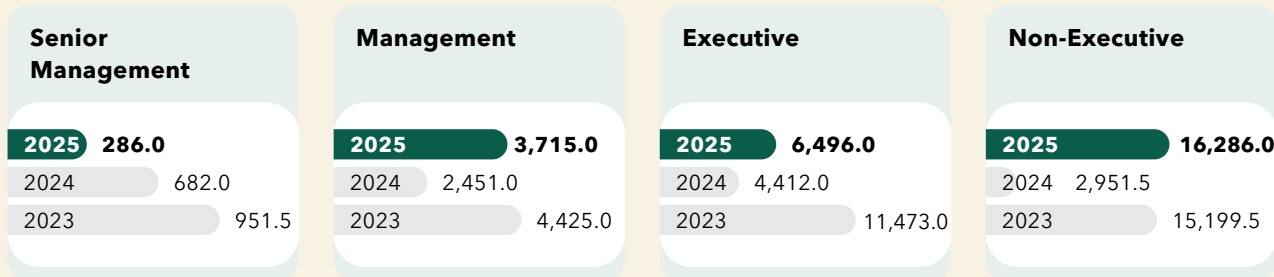 Senior
Management
2025 286.0
2024 682.0
2023 951.5
Management
2025 3,715.0
2024 2,451.0
2023 4,425.0
Executive
2025 6,496.0
2024 4,412.0
2023 11,473.0
Non-Executive
2025 16,286.0
2024 2,951.5
2023 15,199.5